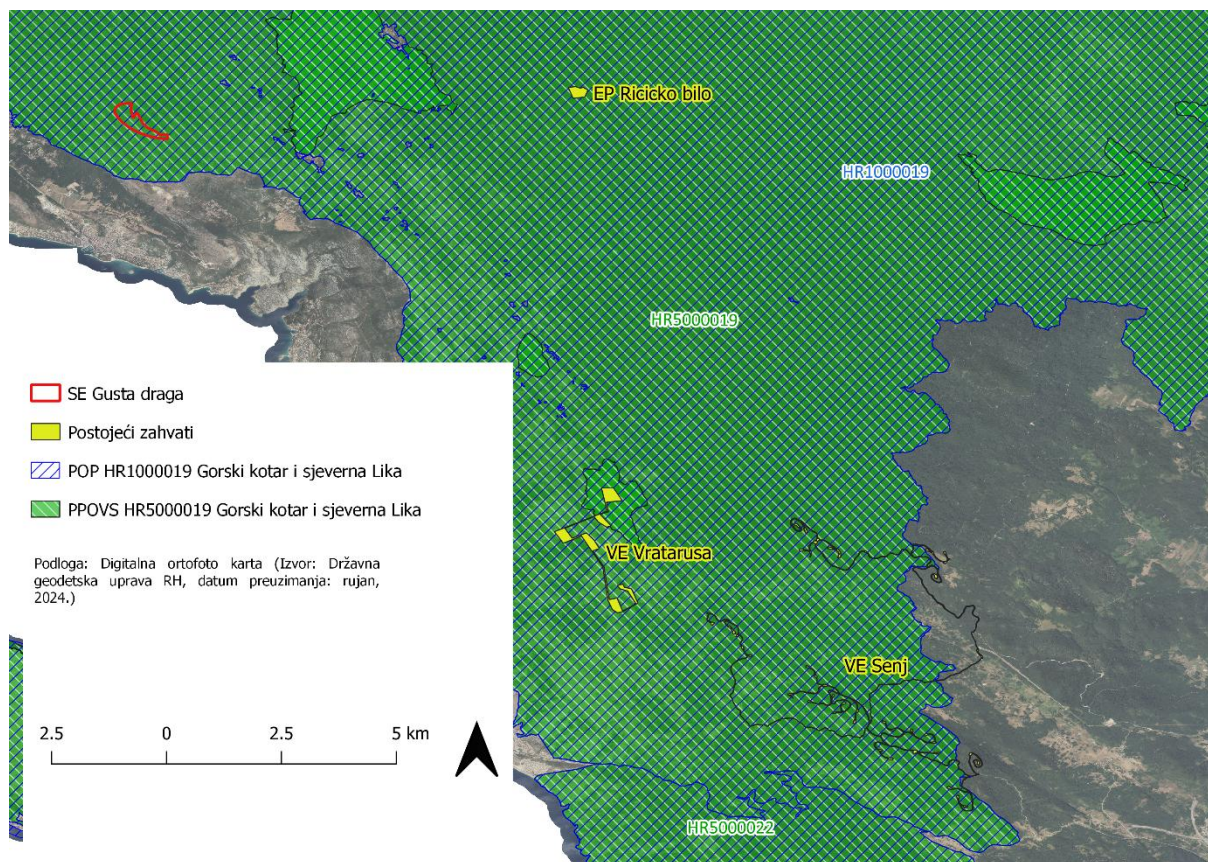 EP Ricicko bilo
HR1000019
HR5000019
SE Gusta draga
Postojeći zahvati
POP HR1000019 Gorski kotar i sjeverna Lika
PPOVS HR5000019 Gorski kotar i sjeverna Lika
Podloga: Digitalna ortofoto karta (Izvor: Državna
geodetska uprava RH, datum preuzimanja: rujan,
2024.)
VE Vratarusa
VE Senj
2.5 0 2.5 5 km
HR5000022